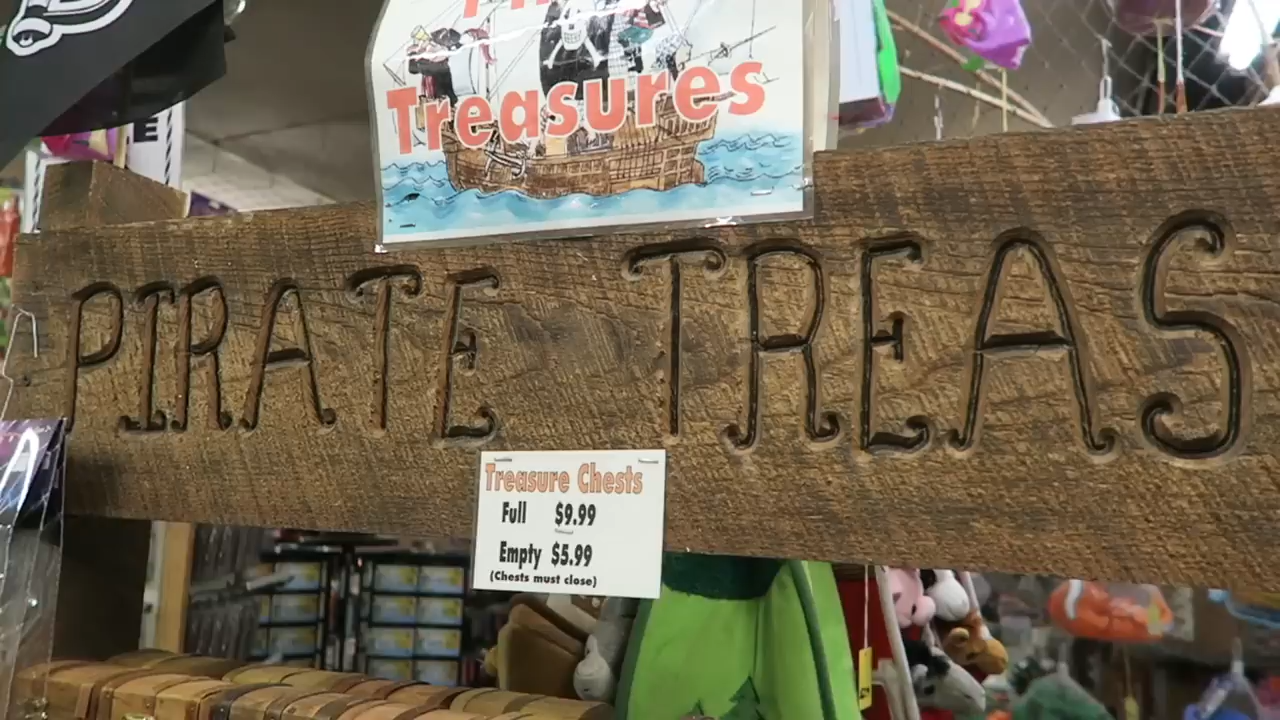 Treasures
PIRATE TREAS
Treasure Chests
Full $9.99
Empty $5.99
(Chests must close)